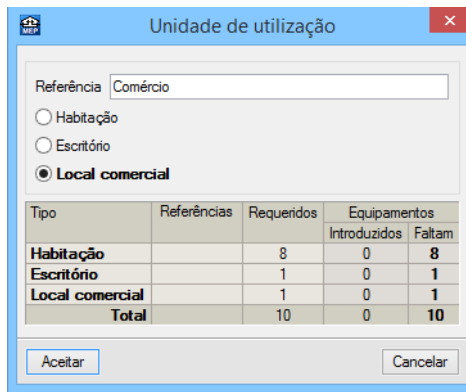 MEP
Unidade de utilização
x
Referência Comércio
Habitação
Escritório
Local comercial
Tipo Referências Requeridos Equipamentos
Introduzidos Faltam
Habitação 8 0 8
Escritório 1 0 1
Local comercial 1 0 1
Total 10 0 10
Aceitar Cancelar